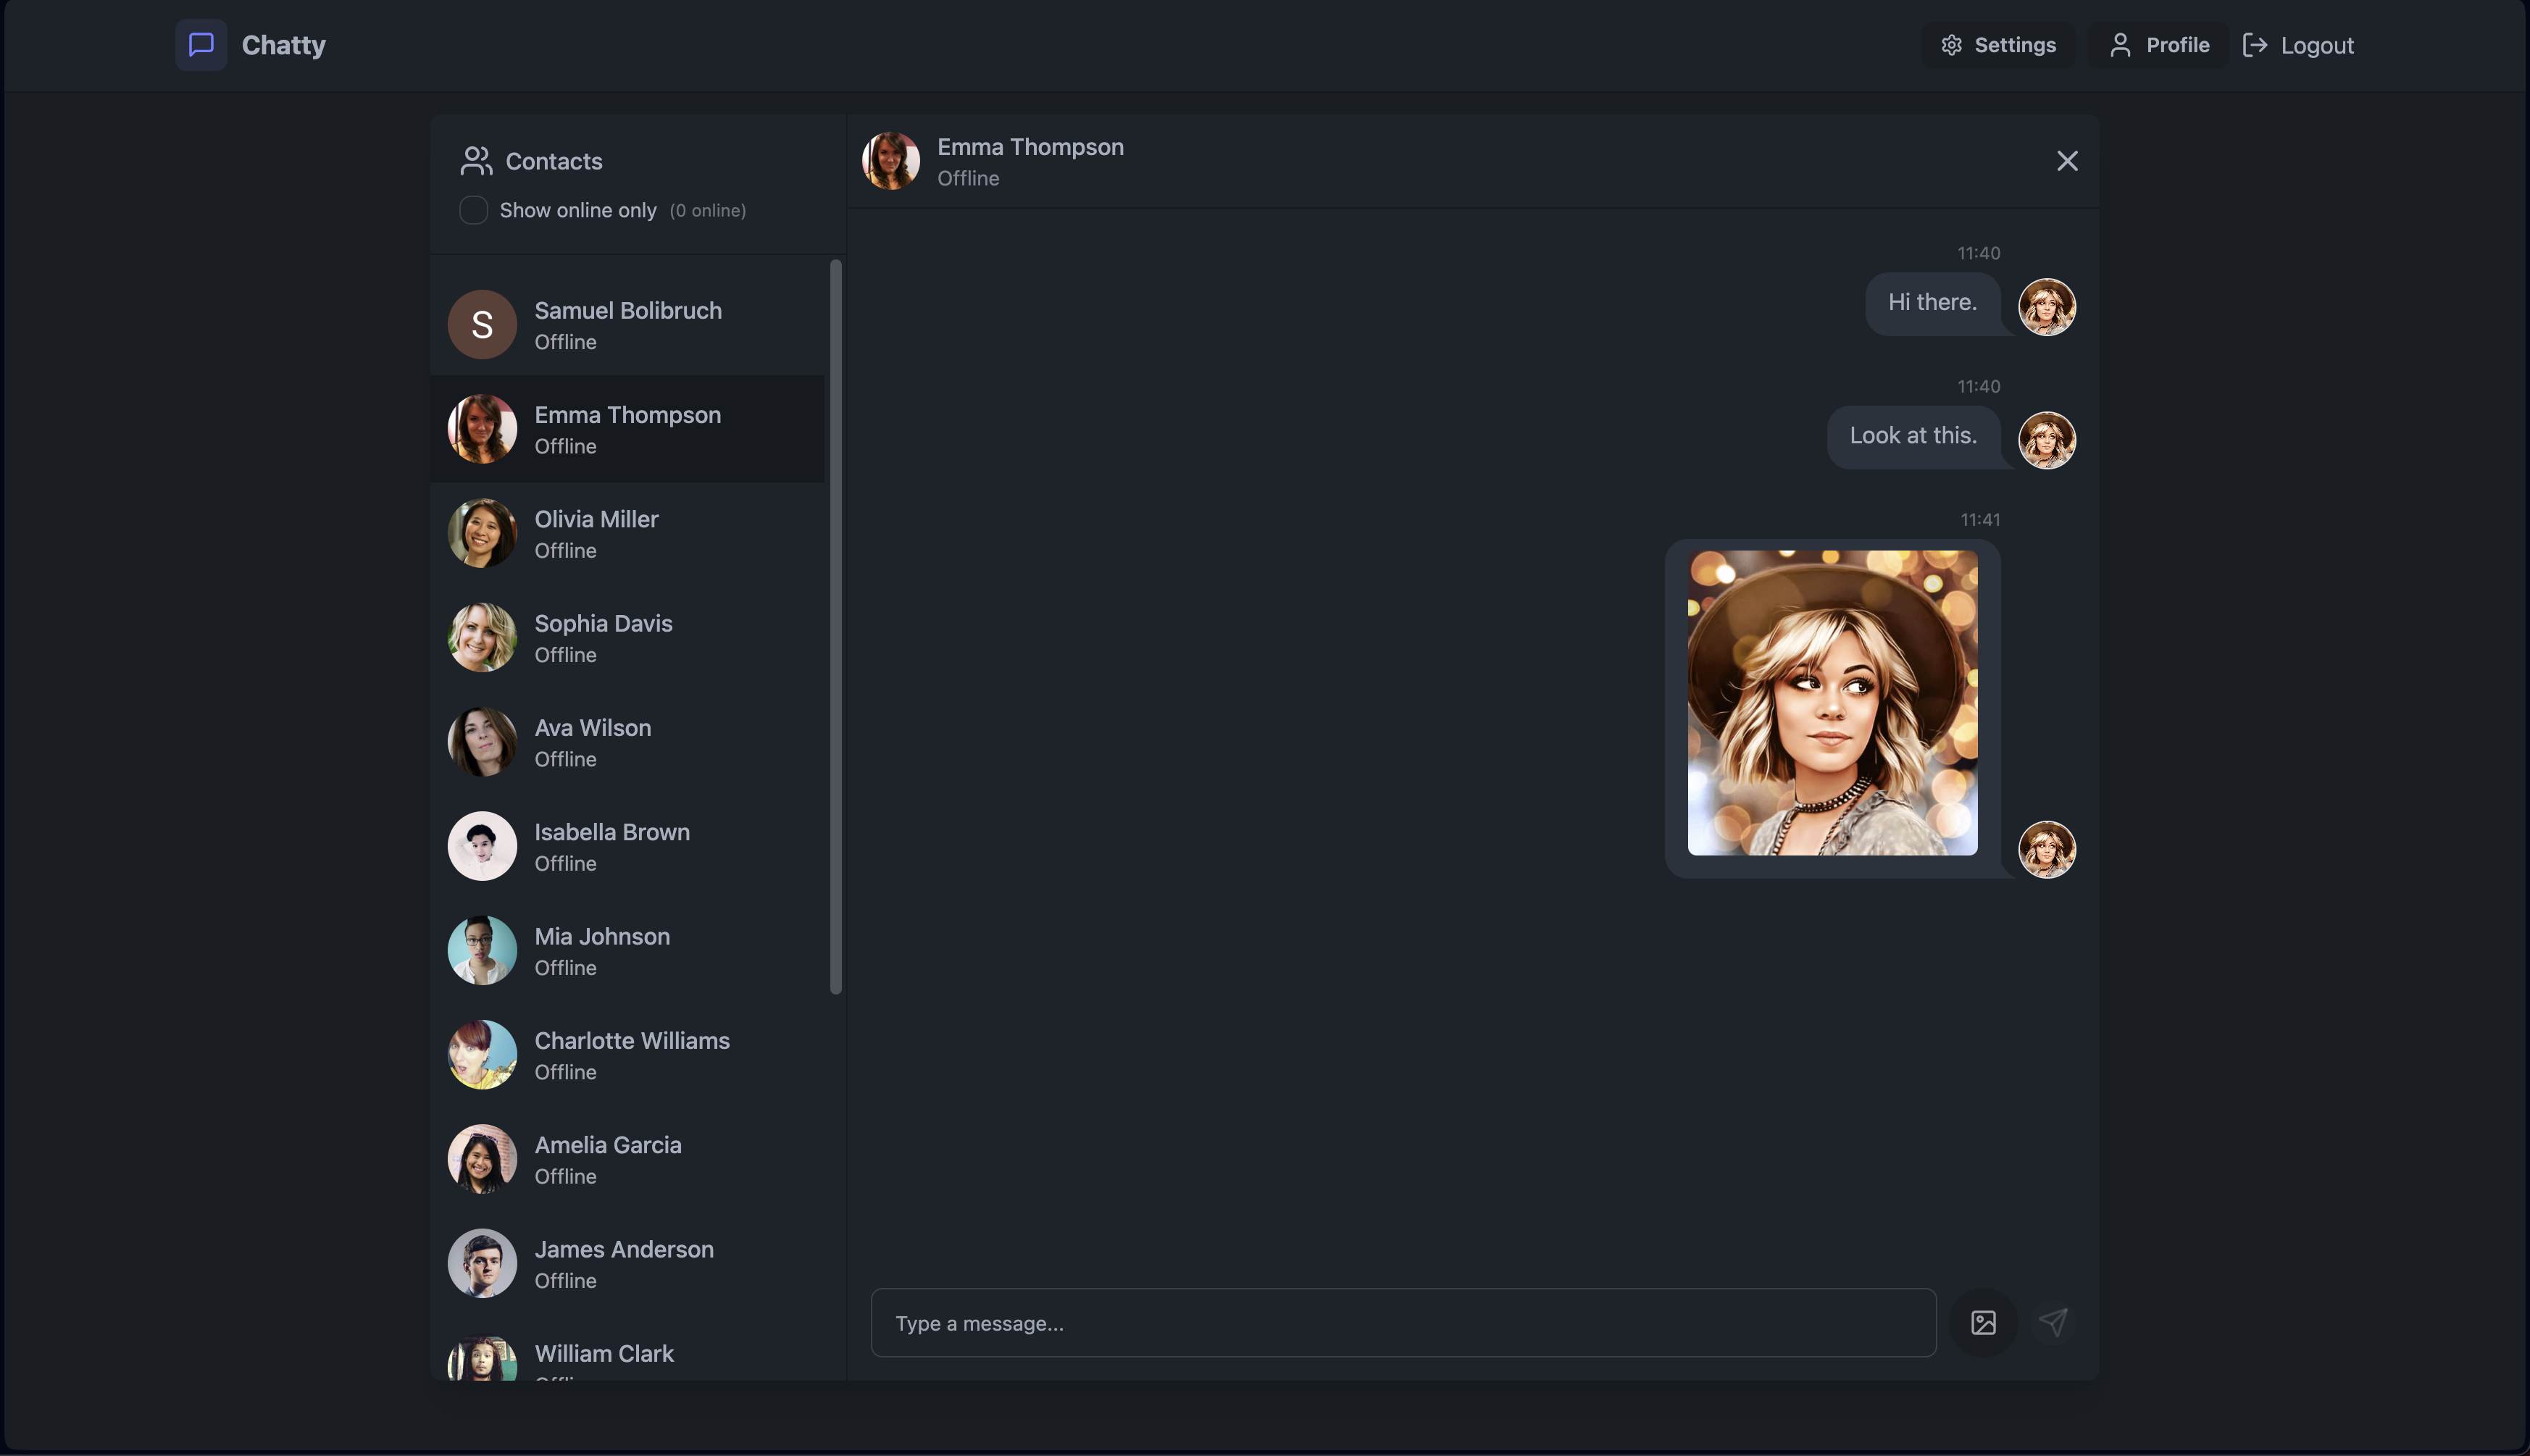 Chatty
Settings
Profile
Logout
Contacts
Show online only (0 online)
S
Samuel Bolibruch
Offline
Emma Thompson
Offline
Olivia Miller
Offline
Sophia Davis
Offline
Ava Wilson
Offline
Isabella Brown
Offline
Mia Johnson
Offline
Charlotte Williams
Offline
Amelia Garcia
Offline
James Anderson
Offline
William Clark
Emma Thompson
Offline
11:40
Hi there.
11:40
Look at this.
11:41
Type a message...